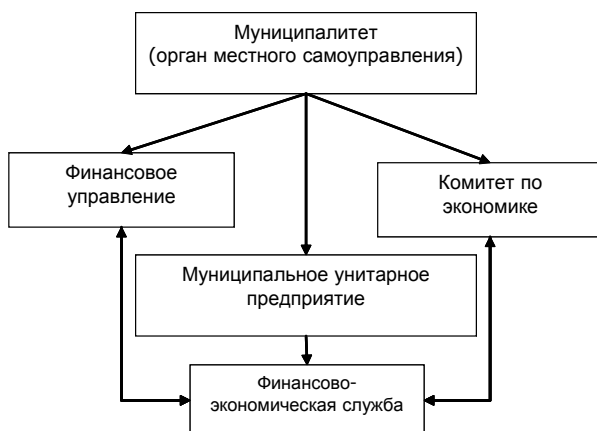 Муниципалитет
(орган местного самоуправления)
Финансовое
управление
Комитет по
экономике
Муниципальное унитарное
предприятие
Финансово-
экономическая служба